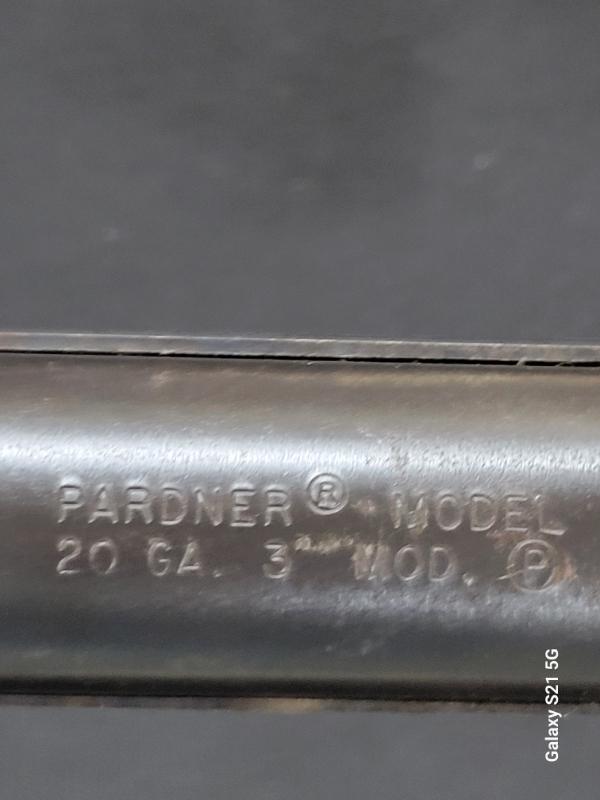 PARDNER® MODEL
20 GA. 3" MOD. Ⓟ
Galaxy S21 5G